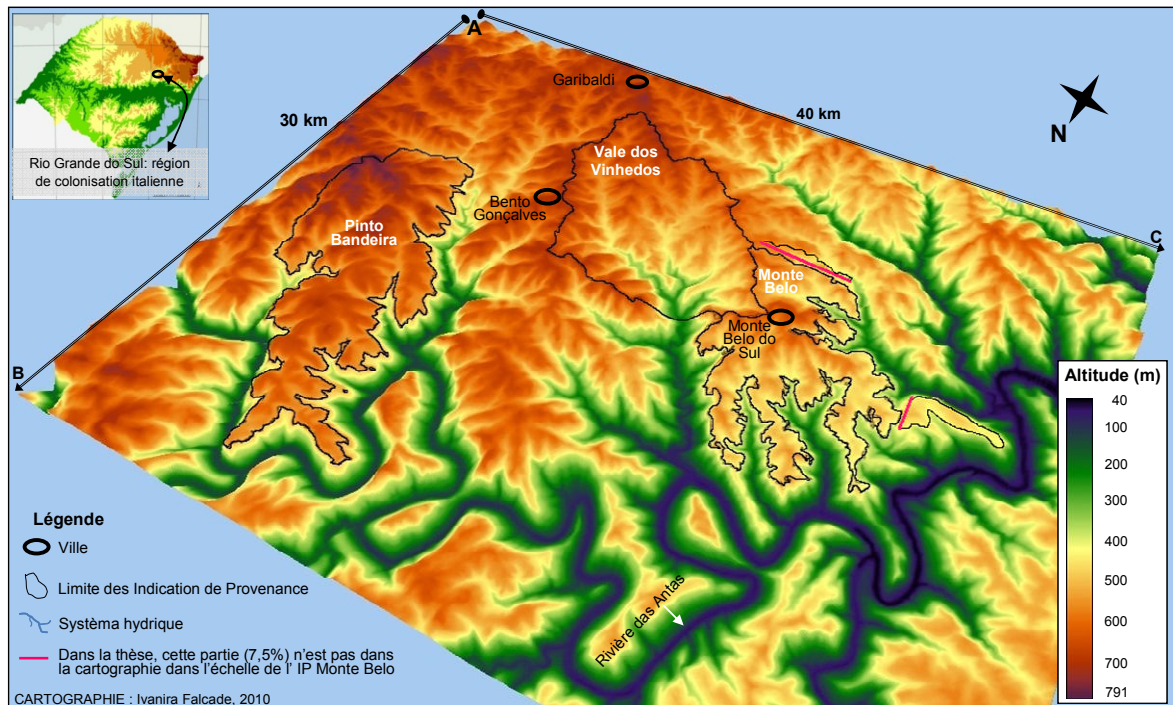 Rio Grande do Sul: région
de colonisation italienne
A
30 km
40 km
Garibaldi
N
Vale dos
Vinhedos
Bento
Gonçalves
Pinto
Bandeira
C
Monte
Belo
Monte
Belo do
Sul
B
Altitude (m)
40
100
200
300
400
500
600
700
791
Rivière das Antas
Légende
Ville
Limite des Indication de Provenance
Systèma hydrique
Dans la thèse, cette partie (7,5%) n'est pas dans
la cartographie dans l'échelle de l' IP Monte Belo
CARTOGRAPHIE : Ivanira Falcade, 2010